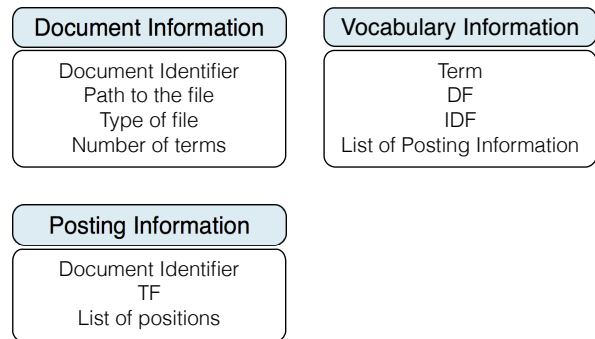 Document Information
Document Identifier
Path to the file
Type of file
Number of terms
Vocabulary Information
Term
DF
IDF
List of Posting Information
Posting Information
Document Identifier
TF
List of positions